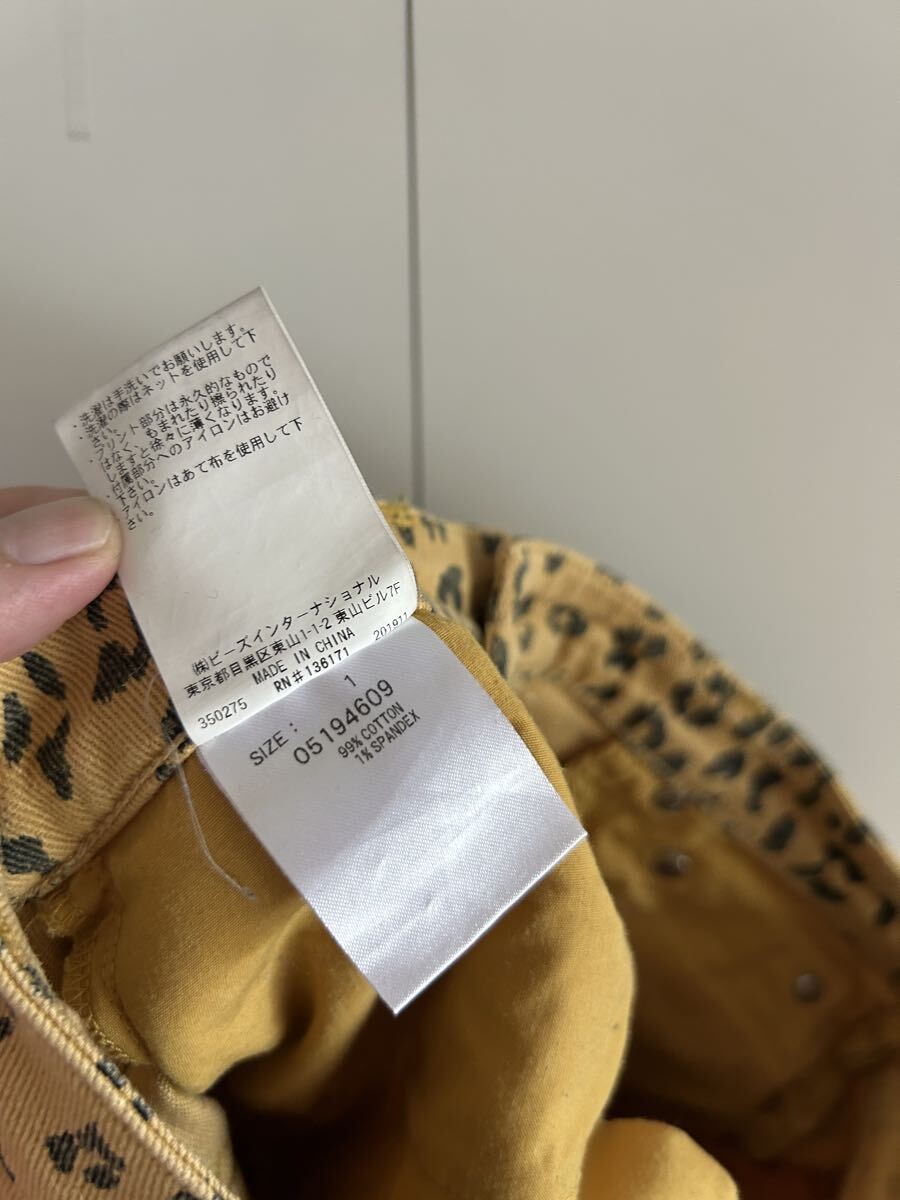 ・洗濯は手洗いでお願いします。
・洗濯の際はネットを使用して下
さい。
・プリント部分は永久的なもので
はなく、もまれたり擦られたり
しますと徐々に薄くなります。
・付属部分へのアイロンはお避け
下さい。
・アイロンはあて布を使用して下
さい。
㈱ビーズインターナショナル
東京都目黒区東山1-1-2 東山ビル7F
MADE IN CHINA
201911
RN#136171
350275
SIZE: 1
05194609
99% COTTON
1% SPANDEX